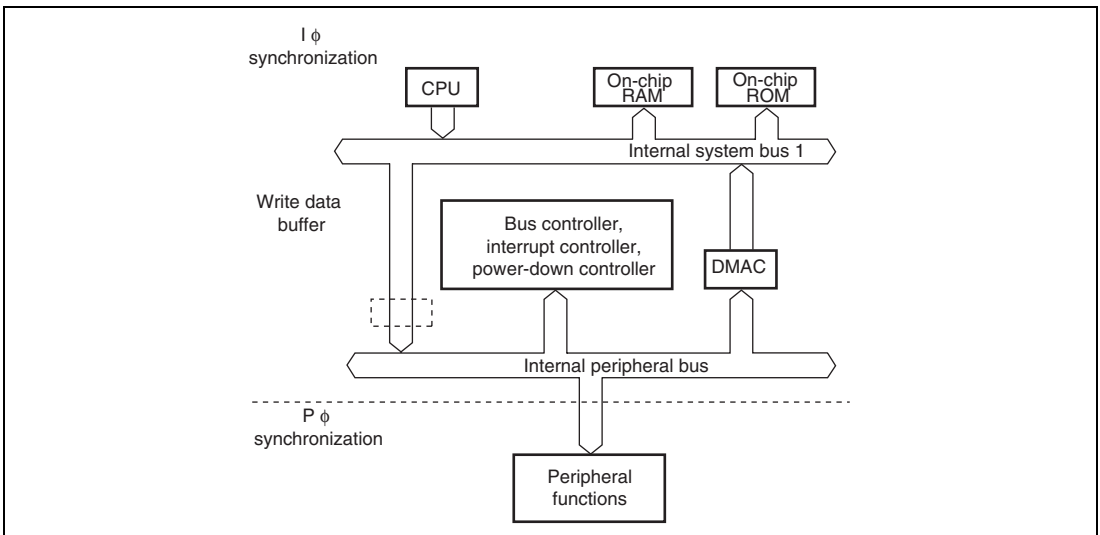 I φ
synchronization
CPU
On-chip
RAM
On-chip
ROM
Internal system bus 1
Write data
buffer
Bus controller,
interrupt controller,
power-down controller
DMAC
Internal peripheral bus
P φ
synchronization
Peripheral
functions